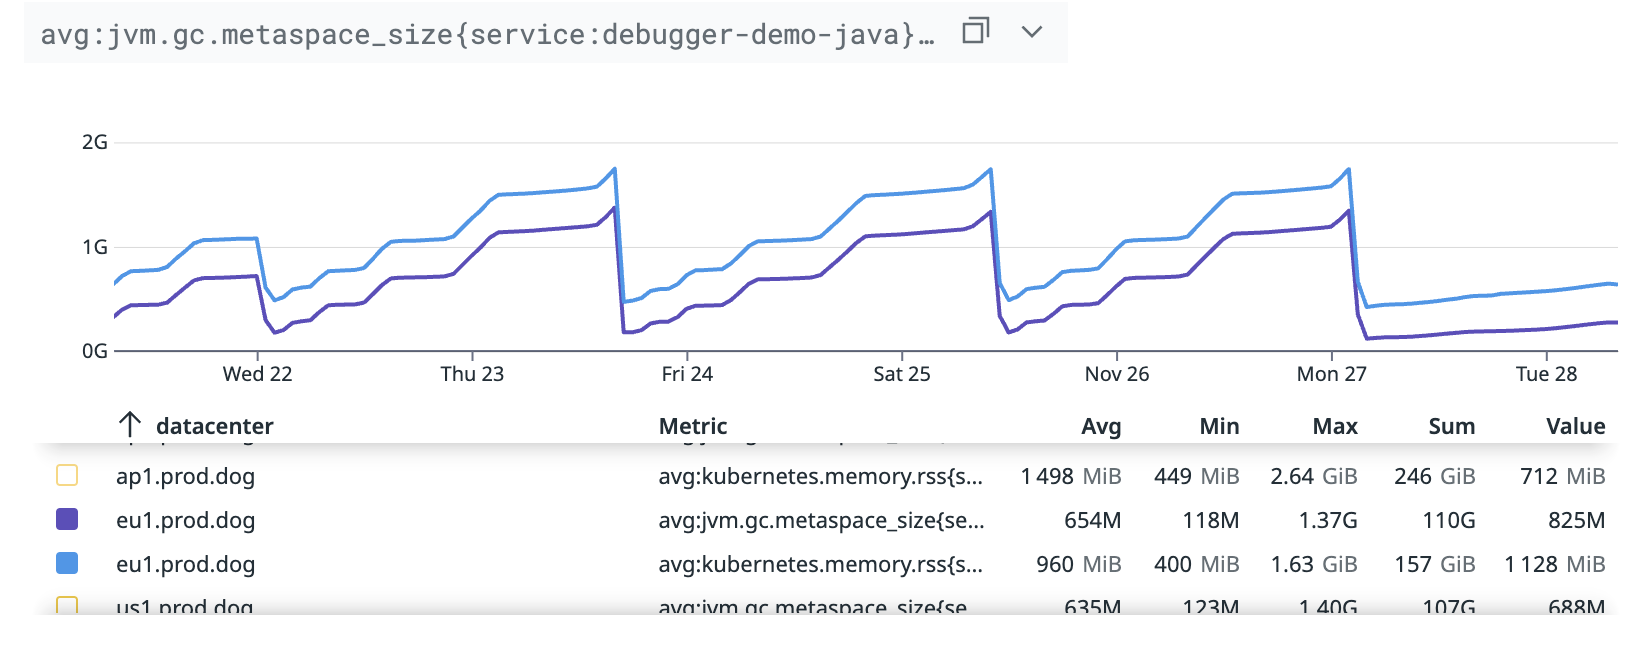 avg:jvm.gc.metaspace_size{service:debugger-demo-java}…
2G
1G
0G
Wed 22 Thu 23 Fri 24 Sat 25 Nov 26 Mon 27 Tue 28
↑ datacenter Metric Avg Min Max Sum Value
ap1.prod.dog avg:kubernetes.memory.rss{s... 1 498 MiB 449 MiB 2.64 GiB 246 GiB 712 MiB
eu1.prod.dog avg:jvm.gc.metaspace_size{se... 654M 118M 1.37G 110G 825M
eu1.prod.dog avg:kubernetes.memory.rss{s... 960 MiB 400 MiB 1.63 GiB 157 GiB 1 128 MiB
us1.prod.dog avg:jvm.gc.metaspace_size{se 635M 123M 1.40G 107G 688M